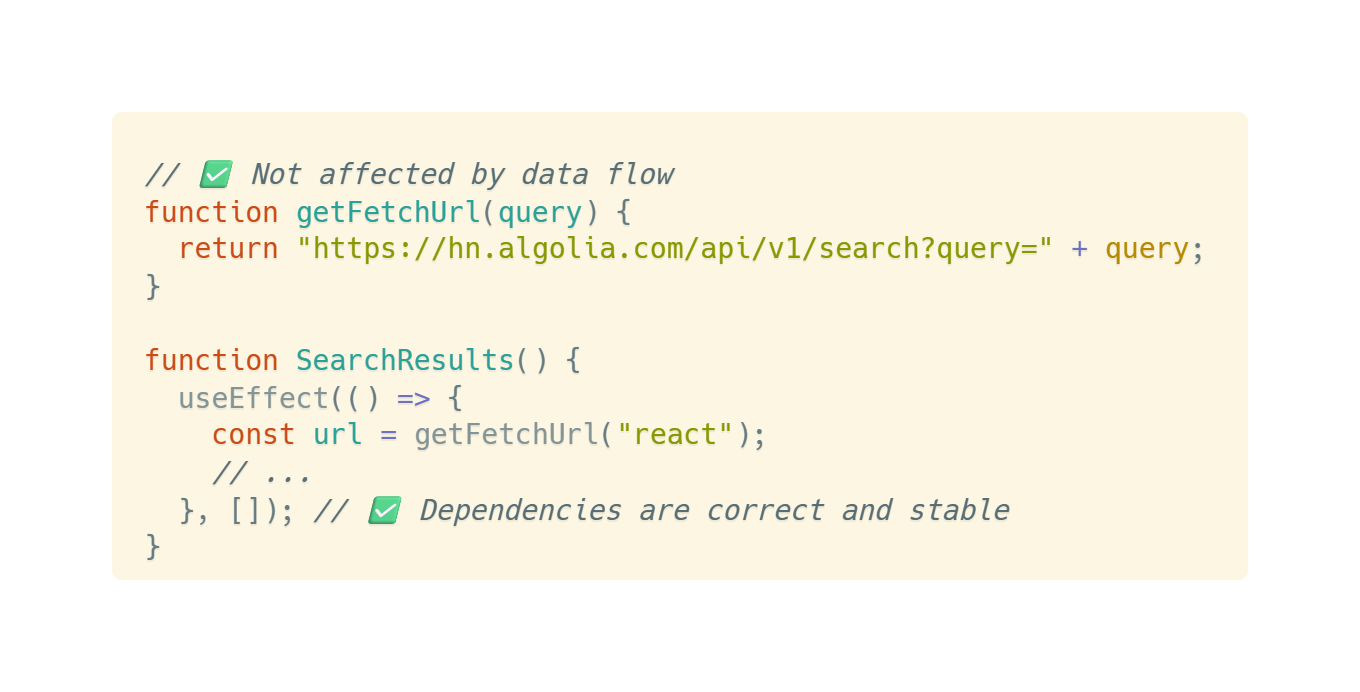 // ✅ Not affected by data flow
function getFetchUrl(query) {
  return "https://hn.algolia.com/api/v1/search?query=" + query;
}

function SearchResults() {
  useEffect(() => {
    const url = getFetchUrl("react");
    // ...
  }, []); // ✅ Dependencies are correct and stable
}